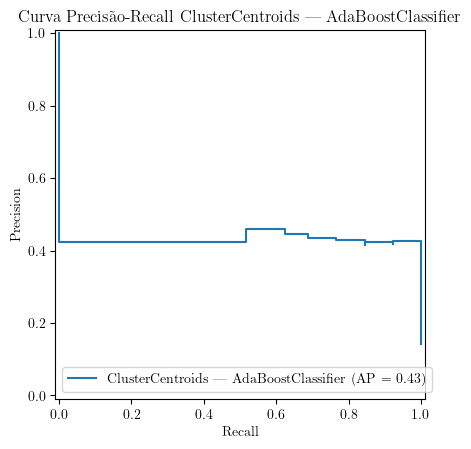 Curva Precisão-Recall ClusterCentroids — AdaBoostClassifier
1.0
0.8
0.6
0.4
0.2
0.0
Precision
ClusterCentroids — AdaBoostClassifier (AP = 0.43)
0.0 0.2 0.4 0.6 0.8 1.0
Recall